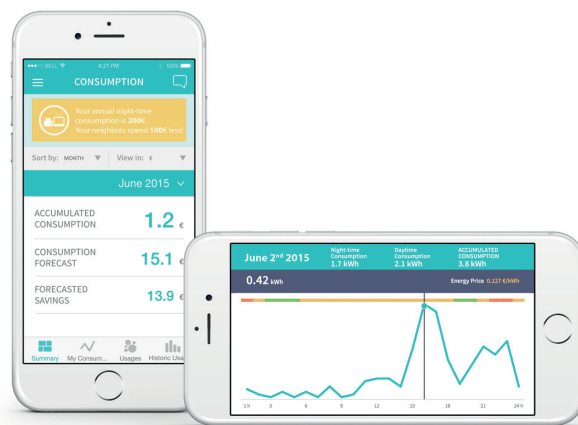 BELL 4:21 PM 100%
CONSUMPTION
Your annual night-time
consumption is 200€.
Your neighbors spend 100€ less!
Sort by: MONTH View in: €
June 2015
ACCUMULATED
CONSUMPTION
1.2 €
CONSUMPTION
FORECAST
15.1 €
FORECASTED
SAVINGS
13.9 €
Summary My Consum... Usages Historic Usa
June 2nd 2015
Night-time
Consumption
1.7 kWh
Daytime
Consumption
2.1 kWh
ACCUMULATED
CONSUMPTION
3.8 kWh
0.42 kWh
Energy Price 0.127 €/kWh
1 h 3 6 9 12 15 18 21 24 h